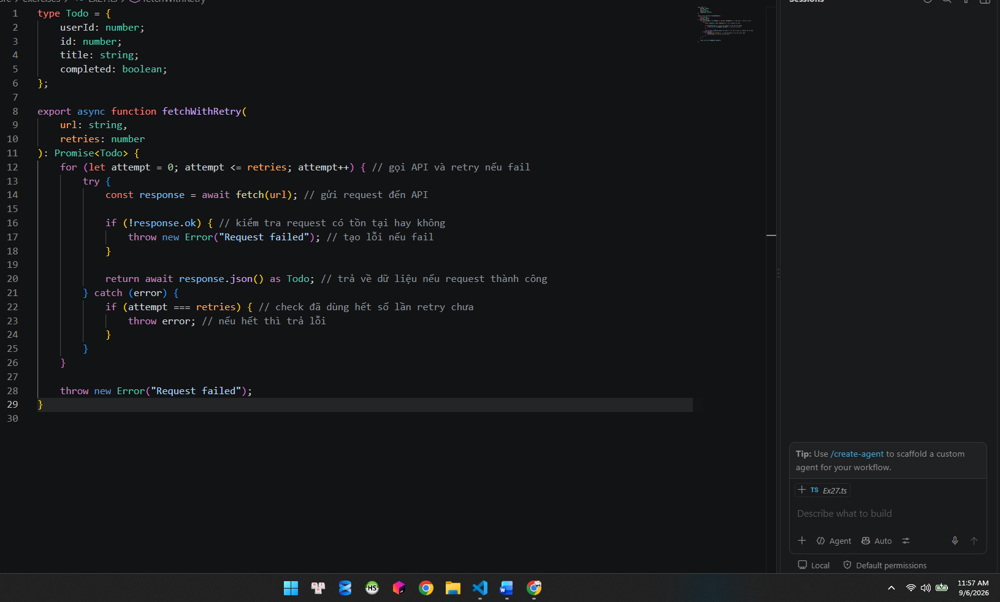 exercises
Ex27.ts
fetchWithRetry
1 type Todo = {
2 userId: number;
3 id: number;
4 title: string;
5 completed: boolean;
6 };
7
8 export async function fetchWithRetry(
9 url: string,
10 retries: number
11 ): Promise<Todo> {
12 for (let attempt = 0; attempt <= retries; attempt++) { // gọi API và retry nếu fail
13 try {
14 const response = await fetch(url); // gửi request đến API
15
16 if (!response.ok) { // kiểm tra request có tồn tại hay không
17 throw new Error("Request failed"); // tạo lỗi nếu fail
18 }
19
20 return await response.json() as Todo; // trả về dữ liệu nếu request thành công
21 } catch (error) {
22 if (attempt === retries) { // check đã dùng hết số lần retry chưa
23 throw error; // nếu hết thì trả lỗi
24 }
25 }
26 }
27
28 throw new Error("Request failed");
29 }
30
Sessions
Tip: Use /create-agent to scaffold a custom
agent for your workflow.
TS Ex27.ts
Describe what to build
Agent Auto
Local Default permissions
HS
W
11:57 AM
9/6/2026